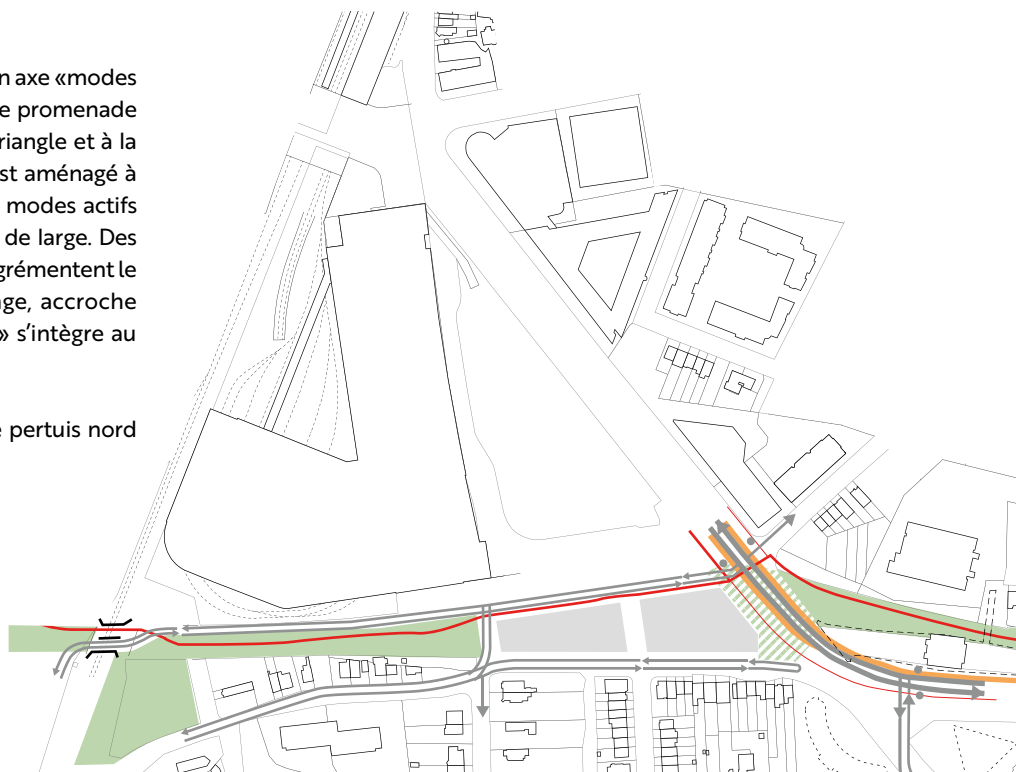 n axe «modes
e promenade
riangle et à la
st aménagé à
modes actifs
de large. Des
grémentent le
ge, accroche
» s’intègre au
pertuis nord